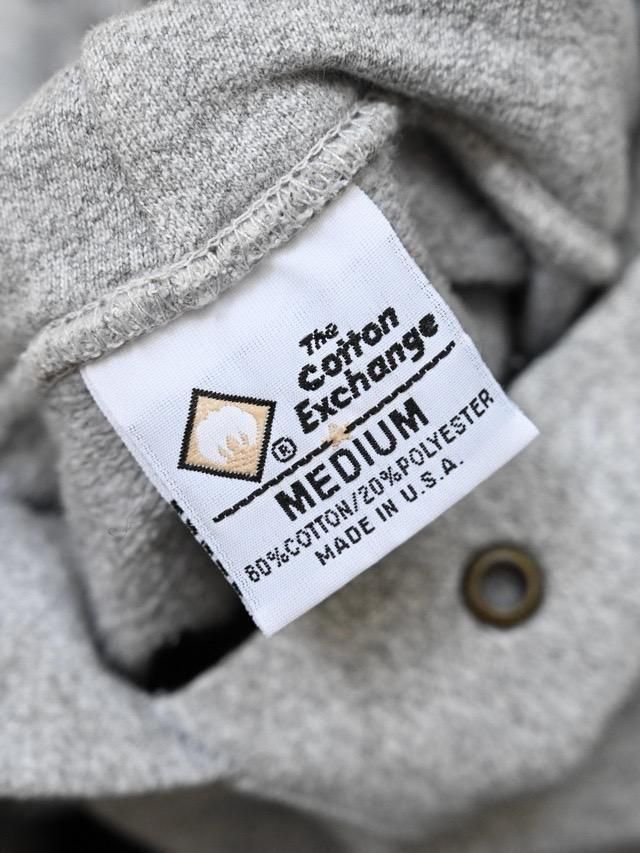 The
Cotton
Exchange
®
MEDIUM
80%COTTON/20%POLYESTER
MADE IN U.S.A.